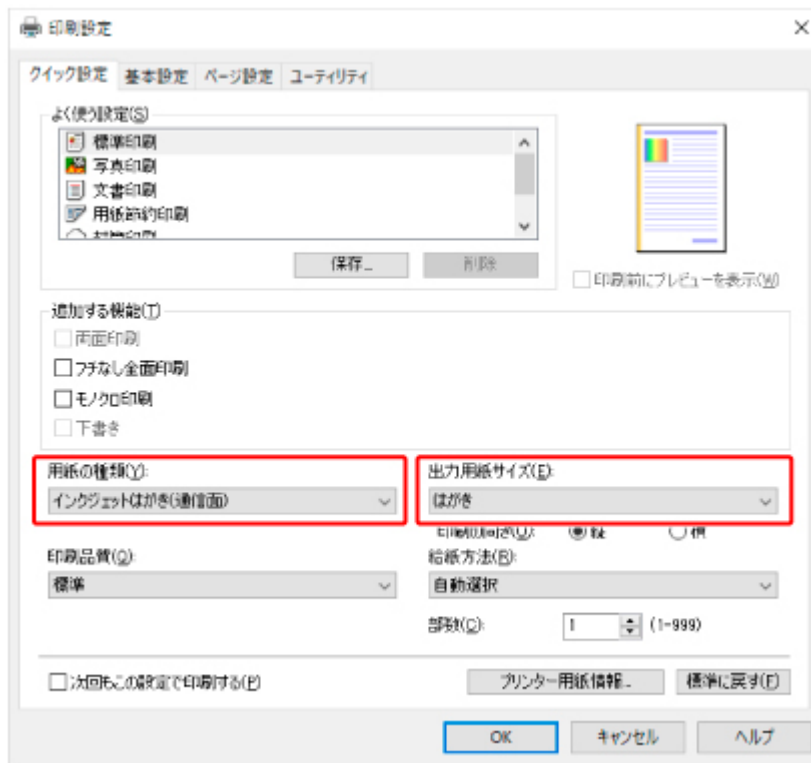 印刷設定
クイック設定 基本設定 ページ設定 ユーティリティ
よく使う設定(S)
標準印刷
写真印刷
文書印刷
用紙節約印刷
封筒印刷
保存... 削除
印刷前にプレビューを表示(W)
追加する機能(T)
両面印刷
フチなし全面印刷
モノクロ印刷
下書き
用紙の種類(Y): 出力用紙サイズ(E):
インクジェットはがき(通信面) はがき
印刷の向き(U): 縦 横
印刷品質(Q): 給紙方法(R):
標準 自動選択
部数(C): 1 (1-999)
次回もこの設定で印刷する(P) プリンター用紙情報... 標準に戻す(F)
OK キャンセル ヘルプ